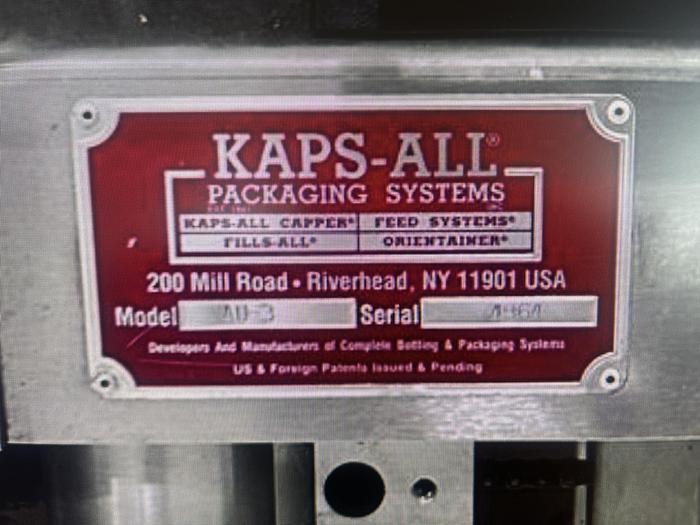 KAPS-ALL®
PACKAGING SYSTEMS
KAPS-ALL CAPPER® FEED SYSTEMS®
FILLS-ALL® ORIENTAINER®
200 Mill Road • Riverhead, NY 11901 USA
Model Serial
Developers And Manufacturers of Complete Bottling & Packaging Systems
US & Foreign Patents Issued & Pending